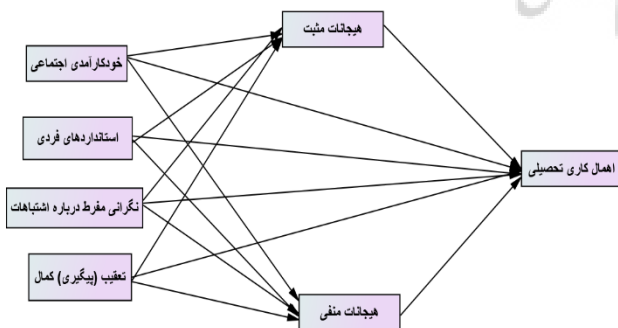 هیجانات مثبت
خودکارآمدی اجتماعی
استانداردهای فردی
اهمال کاری تحصیلی
نگرانی مفرط درباره اشتباهات
تعقیب (پیگیری) کمال
هیجانات منفی